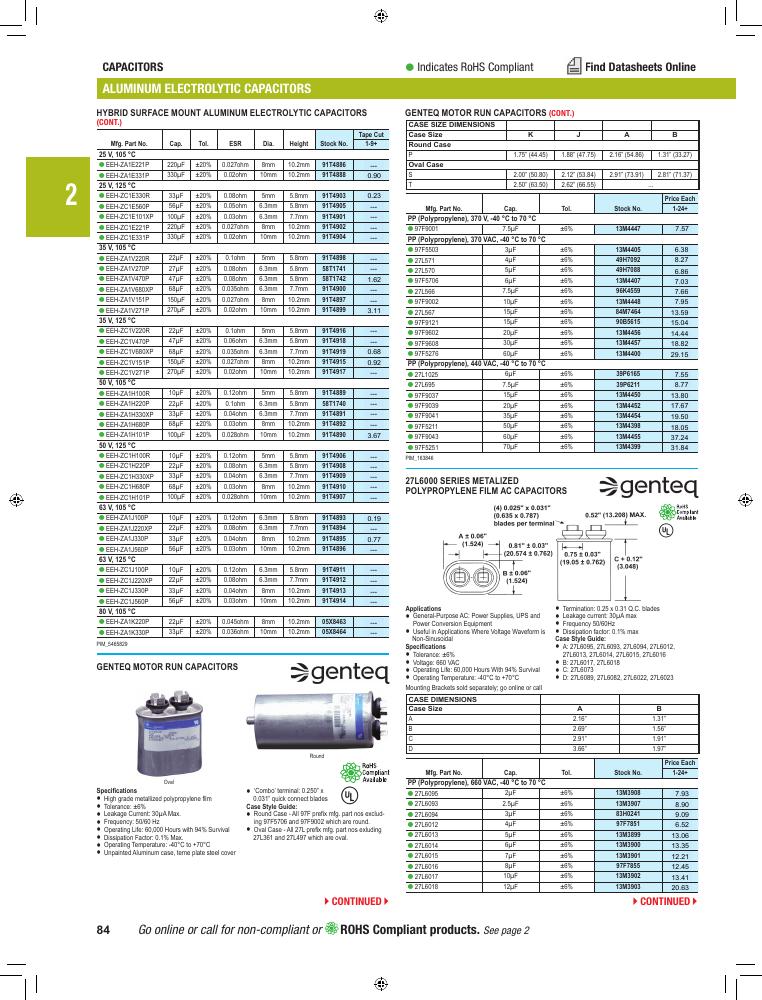 CAPACITORS
Indicates RoHS Compliant
Find Datasheets Online
ALUMINUM ELECTROLYTIC CAPACITORS
2
HYBRID SURFACE MOUNT ALUMINUM ELECTROLYTIC CAPACITORS
(CONT.)
Tape Cut
Mfg. Part No. Cap. Tol. ESR Dia. Height Stock No. 1-9+
25 V, 105 °C
EEH-ZA1E221P 220µF ±20% 0.027ohm 8mm 10.2mm 91T4886 ---
EEH-ZA1E331P 330µF ±20% 0.02ohm 10mm 10.2mm 91T4888 0.90
25 V, 125 °C
EEH-ZC1E330R 33µF ±20% 0.08ohm 5mm 5.8mm 91T4903 0.23
EEH-ZC1E560P 56µF ±20% 0.05ohm 6.3mm 5.8mm 91T4905 ---
EEH-ZC1E101XP 100µF ±20% 0.03ohm 6.3mm 7.7mm 91T4901 ---
EEH-ZC1E221P 220µF ±20% 0.027ohm 8mm 10.2mm 91T4902 ---
EEH-ZC1E331P 330µF ±20% 0.02ohm 10mm 10.2mm 91T4904 ---
35 V, 105 °C
EEH-ZA1V220R 22µF ±20% 0.1ohm 5mm 5.8mm 91T4898 ---
EEH-ZA1V270P 27µF ±20% 0.08ohm 6.3mm 5.8mm 58T1741 ---
EEH-ZA1V470P 47µF ±20% 0.08ohm 6.3mm 5.8mm 58T1742 1.62
EEH-ZA1V680XP 68µF ±20% 0.035ohm 6.3mm 7.7mm 91T4900 ---
EEH-ZA1V151P 150µF ±20% 0.027ohm 8mm 10.2mm 91T4897 ---
EEH-ZA1V271P 270µF ±20% 0.02ohm 10mm 10.2mm 91T4899 3.11
35 V, 125 °C
EEH-ZC1V220R 22µF ±20% 0.1ohm 5mm 5.8mm 91T4916 ---
EEH-ZC1V470P 47µF ±20% 0.06ohm 6.3mm 5.8mm 91T4918 ---
EEH-ZC1V680XP 68µF ±20% 0.035ohm 6.3mm 7.7mm 91T4919 0.68
EEH-ZC1V151P 150µF ±20% 0.027ohm 8mm 10.2mm 91T4915 0.92
EEH-ZC1V271P 270µF ±20% 0.02ohm 10mm 10.2mm 91T4917 ---
50 V, 105 °C
EEH-ZA1H100R 10µF ±20% 0.12ohm 5mm 5.8mm 91T4889 ---
EEH-ZA1H220P 22µF ±20% 0.1ohm 6.3mm 5.8mm 58T1740 ---
EEH-ZA1H330XP 33µF ±20% 0.04ohm 6.3mm 7.7mm 91T4891 ---
EEH-ZA1H680P 68µF ±20% 0.03ohm 8mm 10.2mm 91T4892 ---
EEH-ZA1H101P 100µF ±20% 0.028ohm 10mm 10.2mm 91T4890 3.67
50 V, 125 °C
EEH-ZC1H100R 10µF ±20% 0.12ohm 5mm 5.8mm 91T4906 ---
EEH-ZC1H220P 22µF ±20% 0.08ohm 6.3mm 5.8mm 91T4908 ---
EEH-ZC1H330XP 33µF ±20% 0.04ohm 6.3mm 7.7mm 91T4909 ---
EEH-ZC1H680P 68µF ±20% 0.03ohm 8mm 10.2mm 91T4910 ---
EEH-ZC1H101P 100µF ±20% 0.028ohm 10mm 10.2mm 91T4907 ---
63 V, 105 °C
EEH-ZA1J100P 10µF ±20% 0.12ohm 6.3mm 5.8mm 91T4893 0.19
EEH-ZA1J220XP 22µF ±20% 0.08ohm 6.3mm 7.7mm 91T4894 ---
EEH-ZA1J330P 33µF ±20% 0.04ohm 8mm 10.2mm 91T4895 0.77
EEH-ZA1J560P 56µF ±20% 0.03ohm 10mm 10.2mm 91T4896 ---
63 V, 125 °C
EEH-ZC1J100P 10µF ±20% 0.12ohm 6.3mm 5.8mm 91T4911 ---
EEH-ZC1J220XP 22µF ±20% 0.08ohm 6.3mm 7.7mm 91T4912 ---
EEH-ZC1J330P 33µF ±20% 0.04ohm 8mm 10.2mm 91T4913 ---
EEH-ZC1J560P 56µF ±20% 0.03ohm 10mm 10.2mm 91T4914 ---
80 V, 105 °C
EEH-ZA1K220P 22µF ±20% 0.045ohm 8mm 10.2mm 05X8463 ---
EEH-ZA1K330P 33µF ±20% 0.036ohm 10mm 10.2mm 05X8464 ---
PIM_5465829
GENTEQ MOTOR RUN CAPACITORS
genteq
Oval
Round
RoHS
Compliant
Available
UL
Specifications
High grade metallized polypropylene film
Tolerance: ±6%
Leakage Current: 30µA Max.
Frequency: 50/60 Hz
Operating Life: 60,000 Hours with 94% Survival
Dissipation Factor: 0.1% Max.
Operating Temperature: -40°C to +70°C
Unpainted Aluminum case, terne plate steel cover
'Combo' terminal: 0.250" x
0.031" quick connect blades
Case Style Guide:
Round Case - All 97F prefix mfg. part nos exclud-
ing 97F5706 and 97F9002 which are round.
Oval Case - All 27L prefix mfg. part nos exluding
27L361 and 27L497 which are oval.
CONTINUED
GENTEQ MOTOR RUN CAPACITORS (CONT.)
CASE SIZE DIMENSIONS
Case Size K J A B
Round Case
P 1.75" (44.45) 1.88" (47.75) 2.16" (54.86) 1.31" (33.27)
Oval Case
S 2.00" (50.80) 2.12" (53.84) 2.91" (73.91) 2.81" (71.37)
T 2.50" (63.50) 2.62" (66.55) ...
Price Each
Mfg. Part No. Cap. Tol. Stock No. 1-24+
PP (Polypropylene), 370 V, -40 °C to 70 °C
97F9001 7.5µF ±6% 13M4447 7.57
PP (Polypropylene), 370 VAC, -40 °C to 70 °C
97F5503 3µF ±6% 13M4405 6.38
27L571 4µF ±6% 49H7092 8.27
27L570 5µF ±6% 49H7088 6.86
97F5706 6µF ±6% 13M4407 7.03
27L566 7.5µF ±6% 96K4559 7.66
97F9002 10µF ±6% 13M4448 7.95
27L567 15µF ±6% 84M7464 13.59
97F9121 15µF ±6% 90B5615 15.04
97F9602 20µF ±6% 13M4456 14.44
97F9608 30µF ±6% 13M4457 18.82
97F5276 60µF ±6% 13M4400 29.15
PP (Polypropylene), 440 VAC, -40 °C to 70 °C
27L1025 6µF ±6% 39P6165 7.55
27L695 7.5µF ±6% 39P6211 8.77
97F9037 15µF ±6% 13M4450 13.80
97F9039 20µF ±6% 13M4452 17.67
97F9041 35µF ±6% 13M4454 19.50
97F5211 50µF ±6% 13M4398 18.05
97F9043 60µF ±6% 13M4455 37.24
97F5251 70µF ±6% 13M4399 31.84
PIM_163846
27L6000 SERIES METALIZED
POLYPROPYLENE FILM AC CAPACITORS
genteq
(4) 0.025" x 0.031"
(0.635 x 0.787)
blades per terminal
0.52" (13.208) MAX.
RoHS
Compliant
Available
UL
A ± 0.06"
(1.524)
0.81" ± 0.03"
(20.574 ± 0.762)
0.75 ± 0.03"
(19.05 ± 0.762)
C + 0.12"
(3.048)
B ± 0.06"
(1.524)
Applications
General-Purpose AC: Power Supplies, UPS and
Power Conversion Equipment
Useful in Applications Where Voltage Waveform is
Non-Sinusoidal
Specifications
Tolerance: ±6%
Voltage: 660 VAC
Operating Life: 60,000 Hours With 94% Survival
Operating Temperature: -40°C to +70°C
Termination: 0.25 x 0.31 Q.C. blades
Leakage current: 30µA max
Frequency 50/60Hz
Dissipation factor: 0.1% max
Case Style Guide:
A: 27L6095, 27L6093, 27L6094, 27L6012,
27L6013, 27L6014, 27L6015, 27L6016
B: 27L6017, 27L6018
C: 27L6073
D: 27L6089, 27L6082, 27L6022, 27L6023
Mounting Brackets sold separately; go online or call
CASE DIMENSIONS
Case Size A B
A 2.16" 1.31"
B 2.69" 1.56"
C 2.91" 1.91"
D 3.66" 1.97"
Price Each
Mfg. Part No. Cap. Tol. Stock No. 1-24+
PP (Polypropylene), 660 VAC, -40 °C to 70 °C
27L6095 2µF ±6% 13M3908 7.93
27L6093 2.5µF ±6% 13M3907 8.90
27L6094 3µF ±6% 83H0241 9.09
27L6012 4µF ±6% 97F7851 6.52
27L6013 5µF ±6% 13M3899 13.06
27L6014 6µF ±6% 13M3900 13.35
27L6015 7µF ±6% 13M3901 12.21
27L6016 8µF ±6% 97F7855 12.45
27L6017 10µF ±6% 13M3902 13.41
27L6018 12µF ±6% 13M3903 20.63
CONTINUED
84 Go online or call for non-compliant or ROHS Compliant products. See page 2